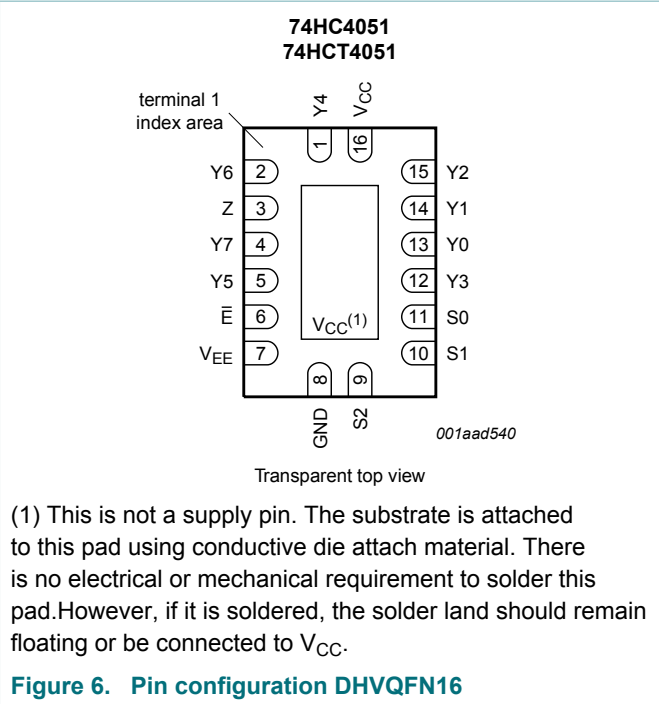 74HC4051
74HCT4051
terminal 1
index area
Y4
VCC
1
16
Y6
2
15
Y2
Z
3
14
Y1
Y7
4
13
Y0
Y5
5
12
Y3
E̅
6
11
S0
VEE
7
10
S1
VCC(1)
8
9
GND
S2
001aad540
Transparent top view
(1) This is not a supply pin. The substrate is attached
to this pad using conductive die attach material. There
is no electrical or mechanical requirement to solder this
pad.However, if it is soldered, the solder land should remain
floating or be connected to VCC.
Figure 6. Pin configuration DHVQFN16